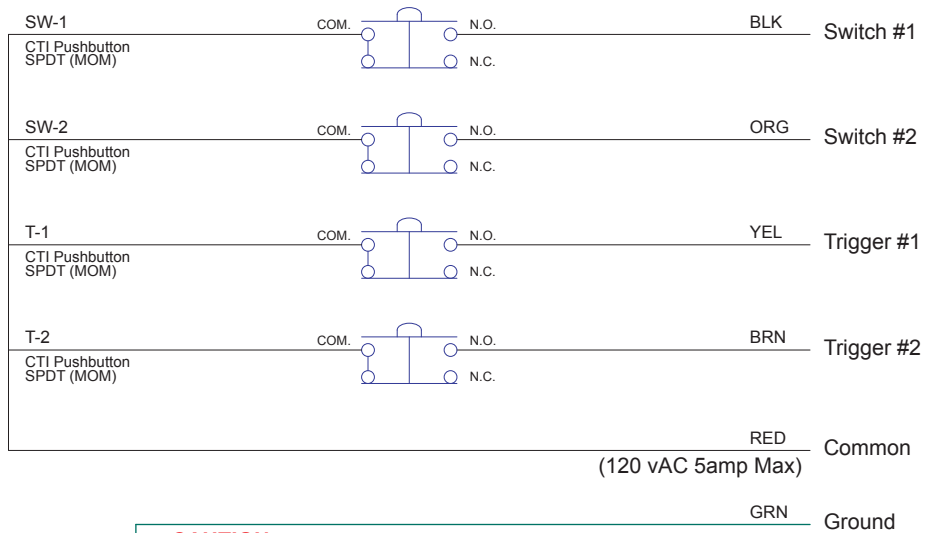 SW-1 COM. N.O. BLK Switch #1
CTI Pushbutton
SPDT (MOM) N.C.
SW-2 COM. N.O. ORG Switch #2
CTI Pushbutton
SPDT (MOM) N.C.
T-1 COM. N.O. YEL Trigger #1
CTI Pushbutton
SPDT (MOM) N.C.
T-2 COM. N.O. BRN Trigger #2
CTI Pushbutton
SPDT (MOM) N.C.
RED Common
(120 vAC 5amp Max)
GRN Ground